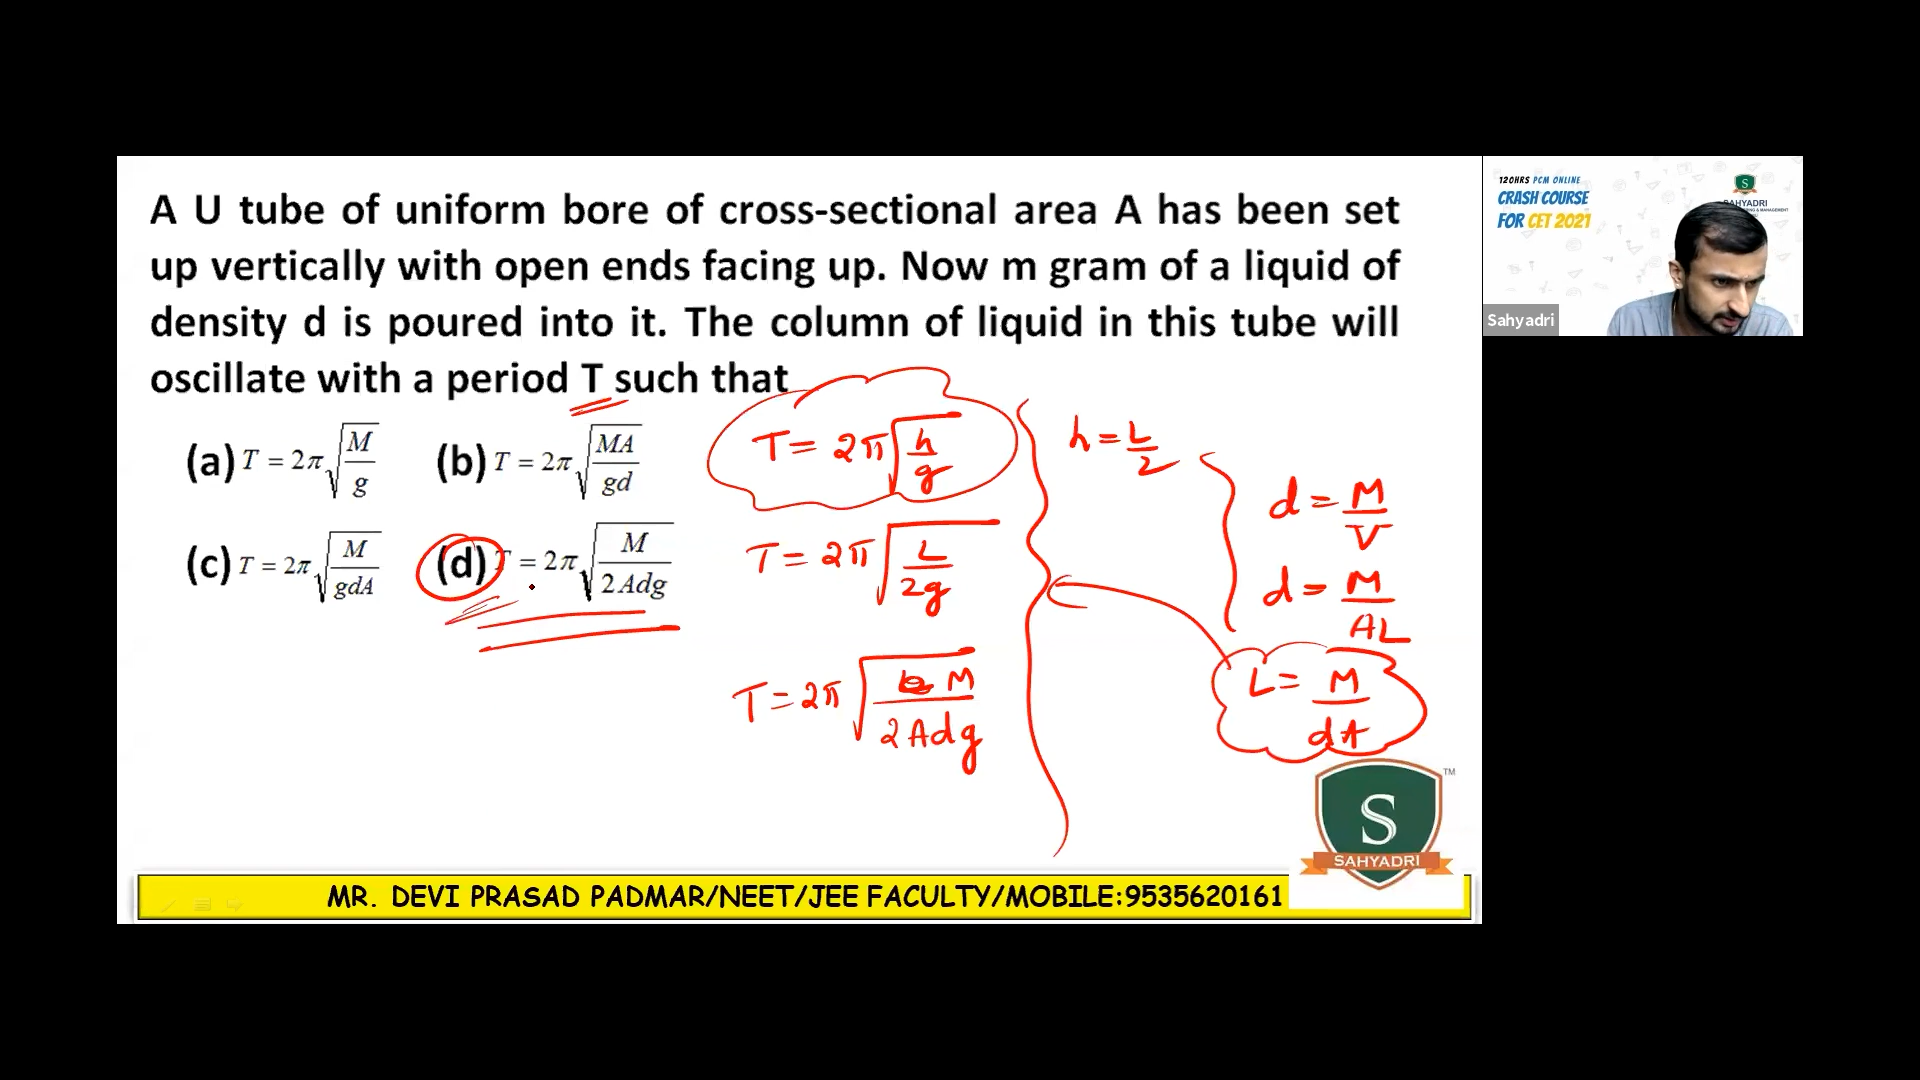 A U tube of uniform bore of cross-sectional area A has been set
up vertically with open ends facing up. Now m gram of a liquid of
density d is poured into it. The column of liquid in this tube will
oscillate with a period T such that
(a) T = 2π√(M/g) (b) T = 2π√(MA/gd)
(c) T = 2π√(M/gdA) (d) T = 2π√(M/2Adg)
T = 2π√(h/g)
T = 2π√(L/2g)
T = 2π√(M/2Adg)
h = L/2
d = M/V
d = M/AL
L = M/dA
S
SAHYADRI
TM
MR. DEVI PRASAD PADMAR/NEET/JEE FACULTY/MOBILE:9535620161
120HRS PCM ONLINE
CRASH COURSE
FOR CET 2021
S
SAHYADRI
Sahyadri